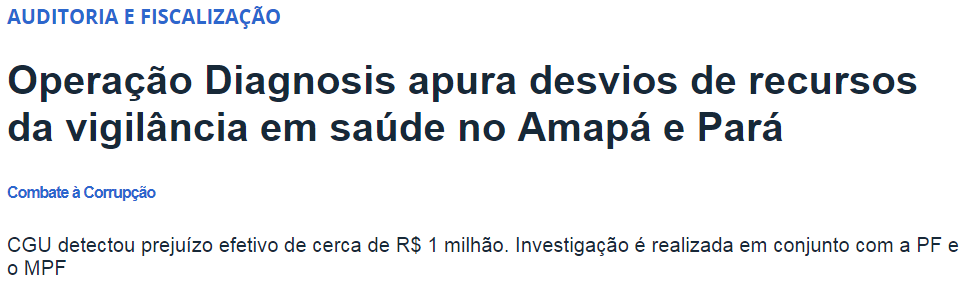 AUDITORIA E FISCALIZAÇÃO
Operação Diagnosis apura desvios de recursos
da vigilância em saúde no Amapá e Pará
Combate à Corrupção
CGU detectou prejuízo efetivo de cerca de R$ 1 milhão. Investigação é realizada em conjunto com a PF e
o MPF